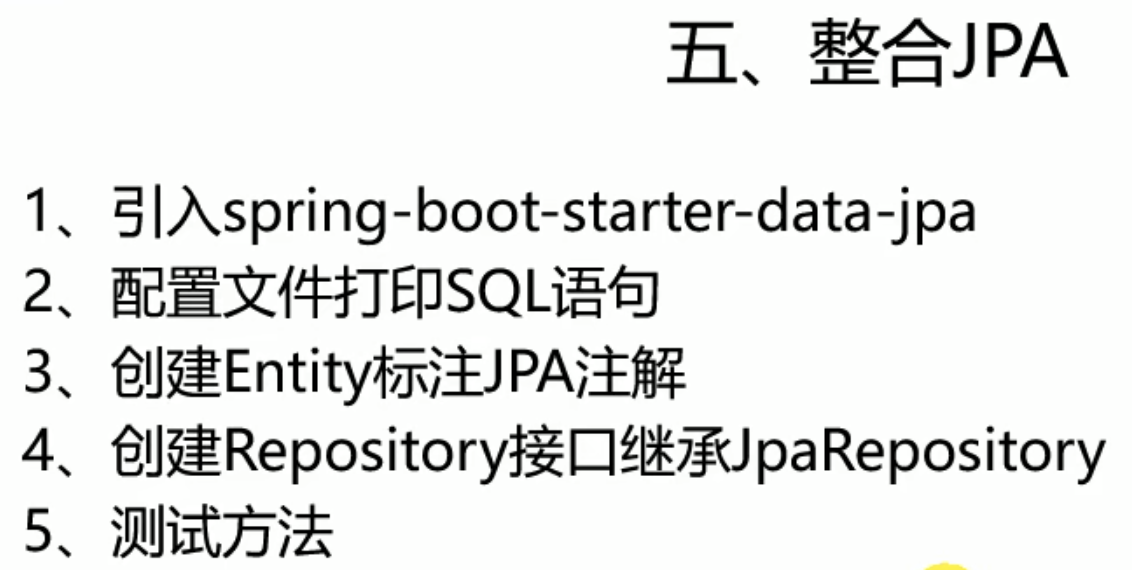 五、整合JPA
1、引入spring-boot-starter-data-jpa
2、配置文件打印SQL语句
3、创建Entity标注JPA注解
4、创建Repository接口继承JpaRepository
5、测试方法